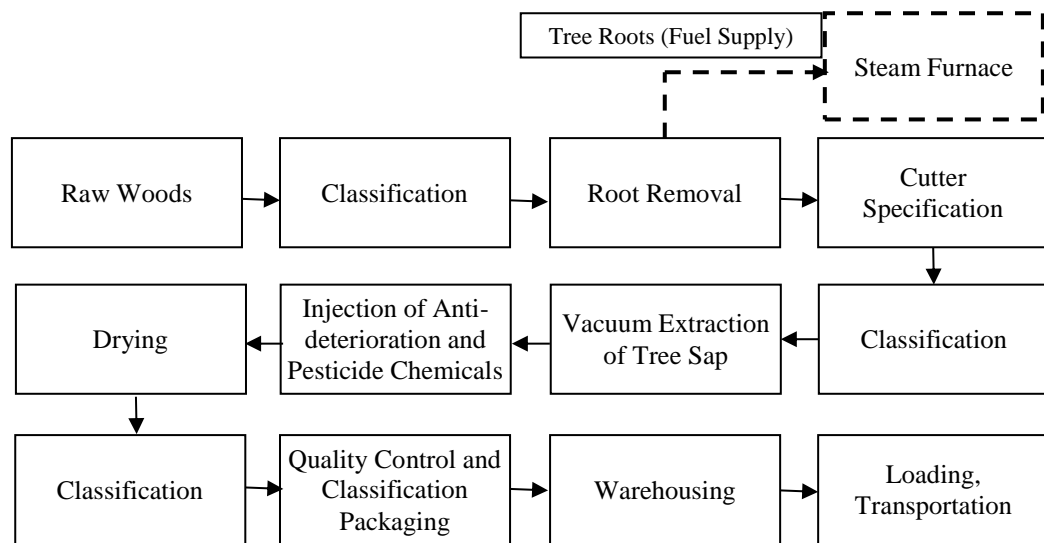 Tree Roots (Fuel Supply)
Steam Furnace
Raw Woods
Classification
Root Removal
Cutter
Specification
Classification
Vacuum Extraction
of Tree Sap
Injection of Anti-
deterioration and
Pesticide Chemicals
Drying
Classification
Quality Control and
Classification
Packaging
Warehousing
Loading,
Transportation